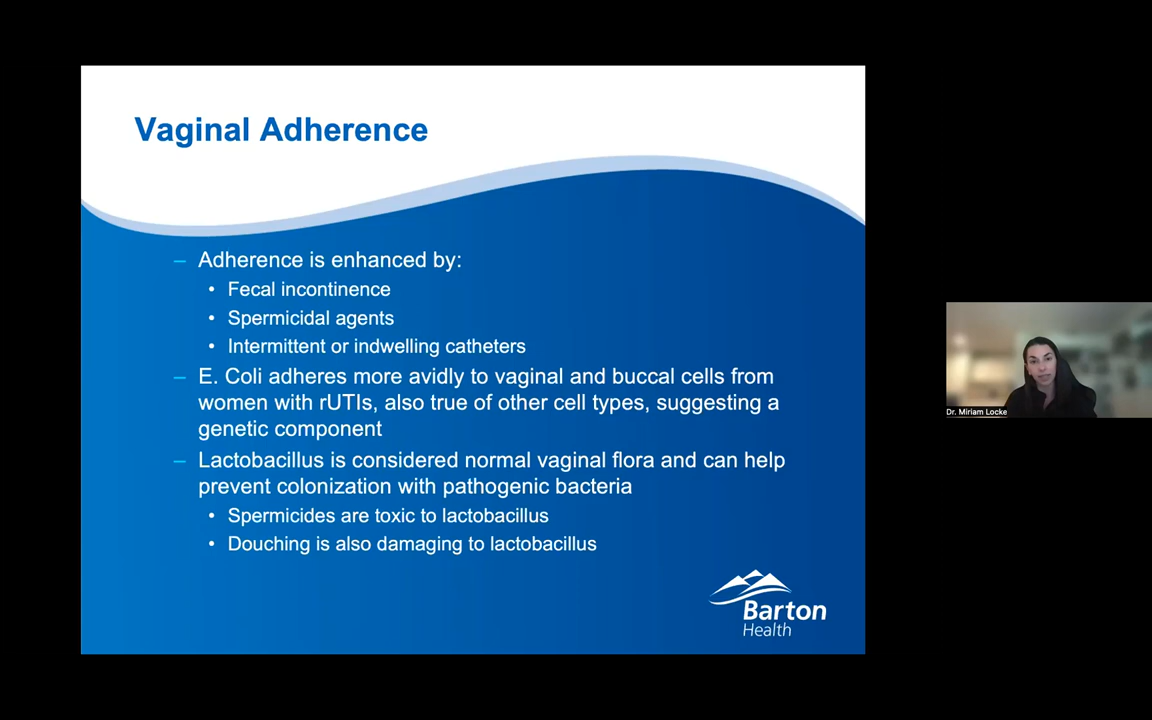 Vaginal Adherence
– Adherence is enhanced by:
• Fecal incontinence
• Spermicidal agents
• Intermittent or indwelling catheters
– E. Coli adheres more avidly to vaginal and buccal cells from
women with rUTIs, also true of other cell types, suggesting a
genetic component
– Lactobacillus is considered normal vaginal flora and can help
prevent colonization with pathogenic bacteria
• Spermicides are toxic to lactobacillus
• Douching is also damaging to lactobacillus
Barton
Health
Dr. Miriam Locke